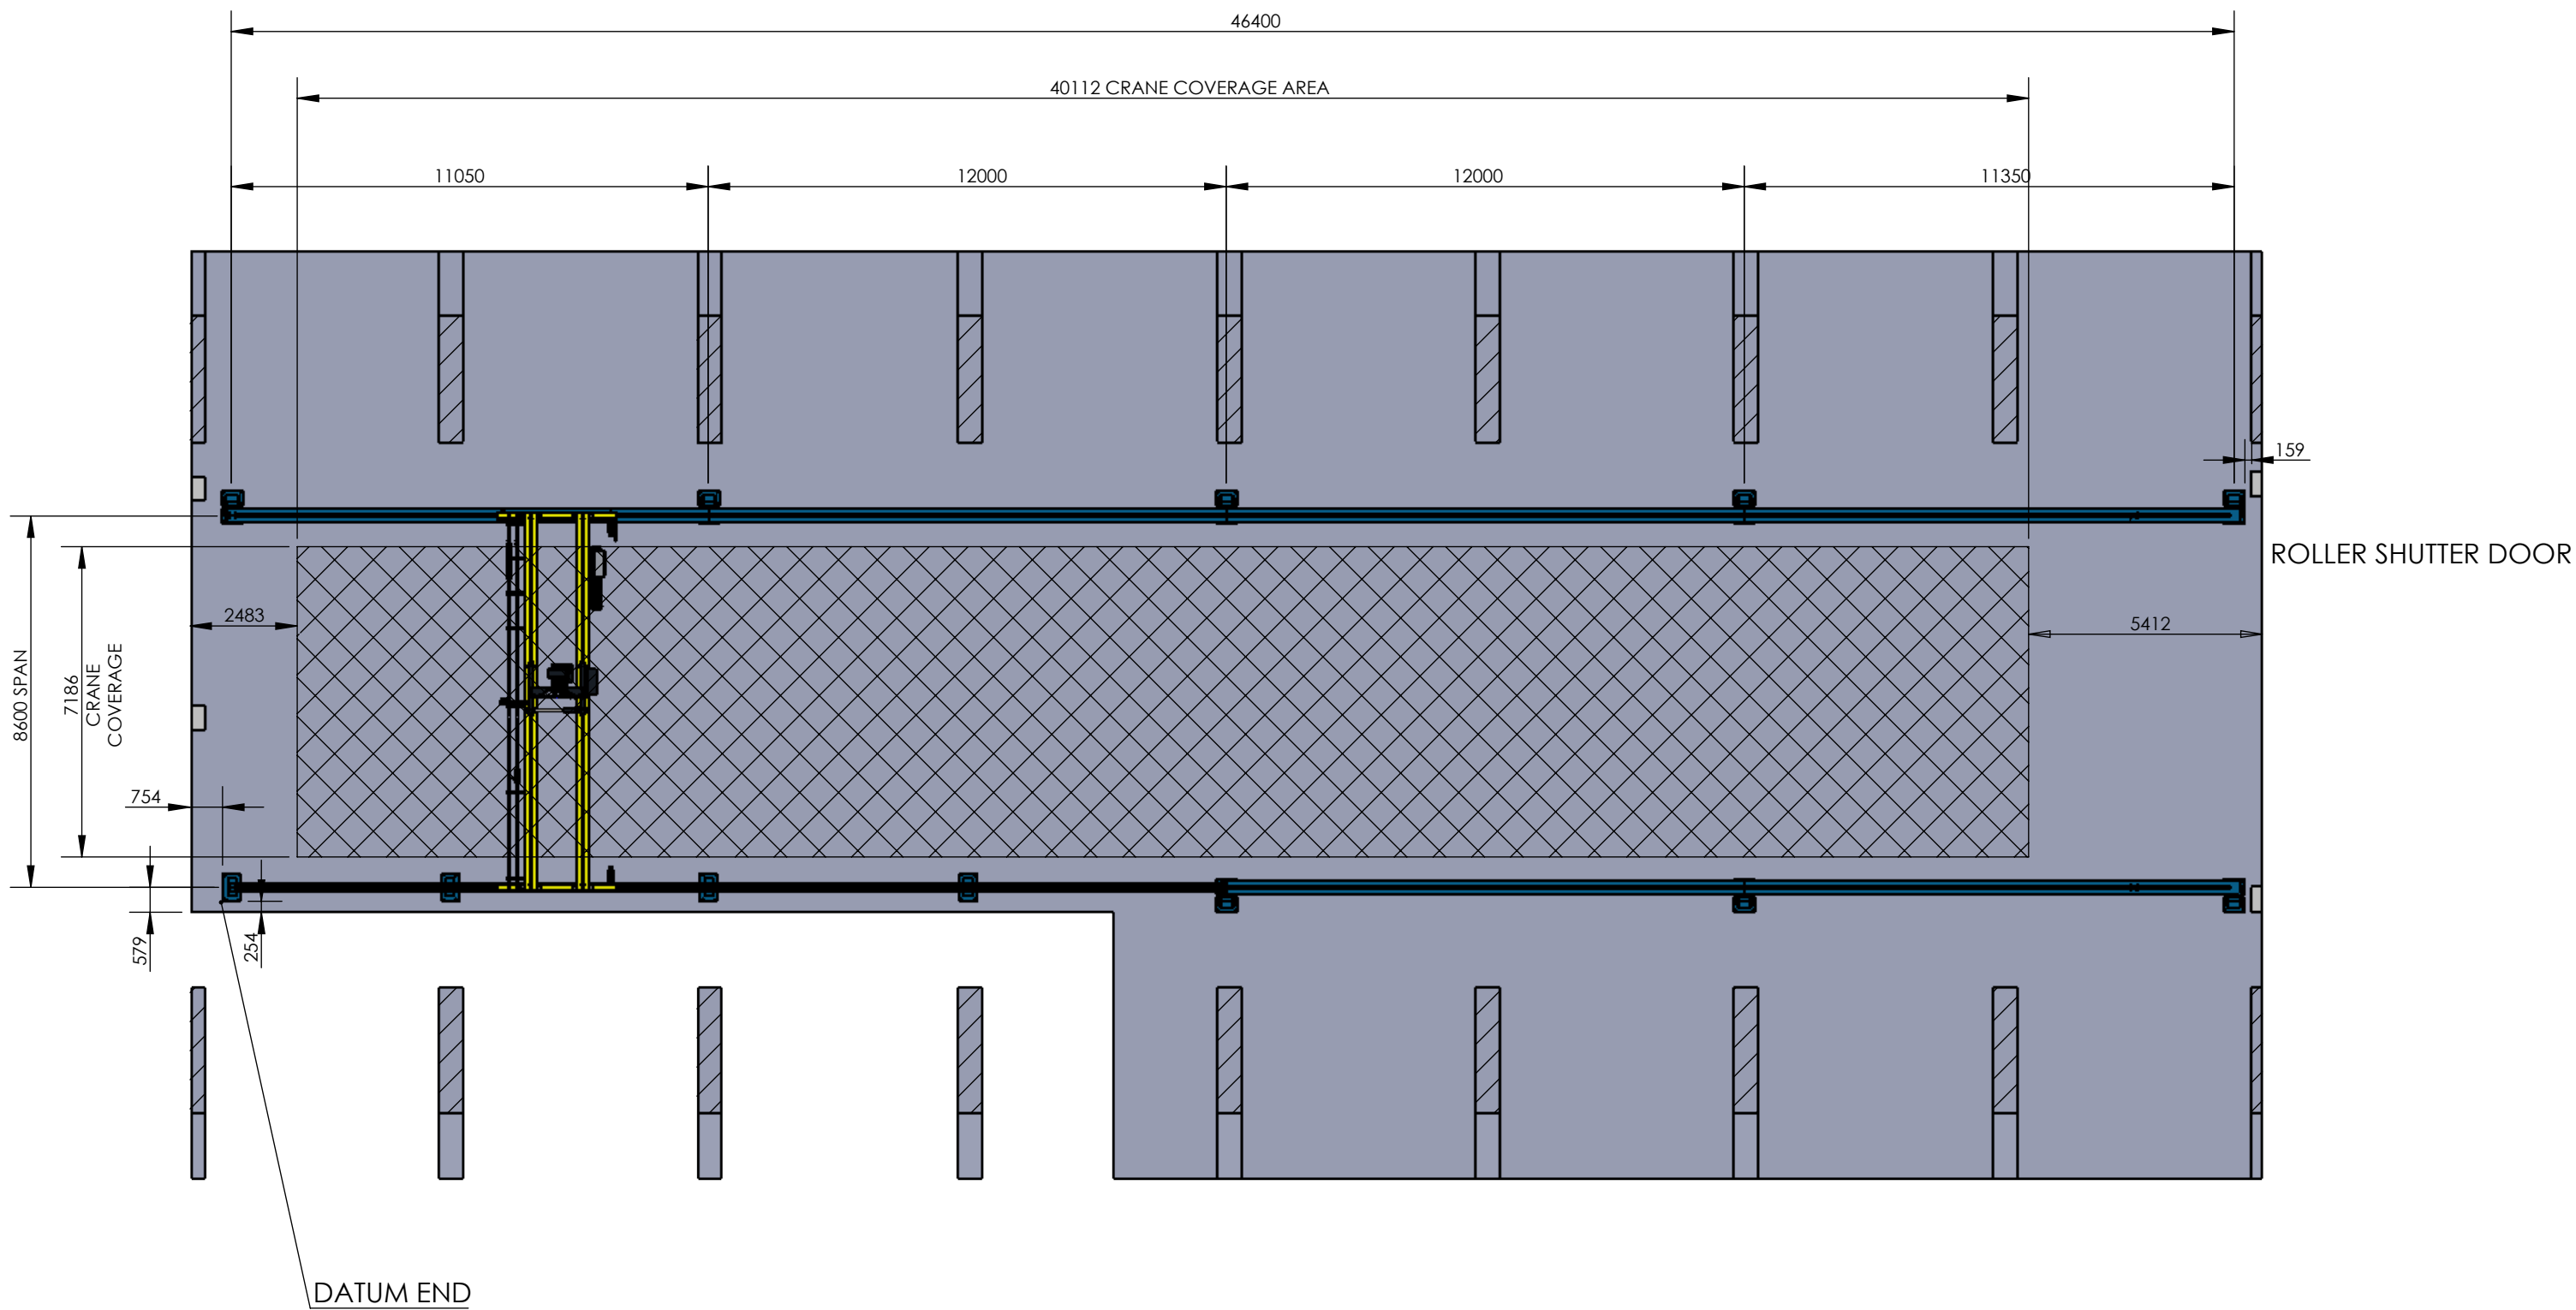 46400
40112 CRANE COVERAGE AREA
11050
12000
12000
11350
159
ROLLER SHUTTER DOOR
2483
5412
8600 SPAN
7186
CRANE
COVERAGE
754
579
254
DATUM END